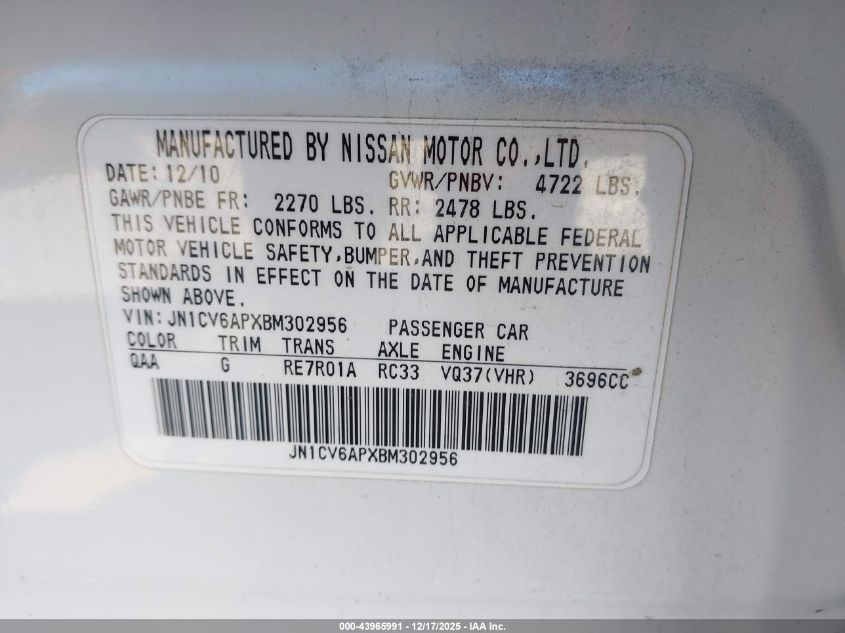 MANUFACTURED BY NISSAN MOTOR CO.,LTD.
DATE: 12/10 GVWR/PNBV: 4722 LBS.
GAWR/PNBE FR: 2270 LBS. RR: 2478 LBS.
THIS VEHICLE CONFORMS TO ALL APPLICABLE FEDERAL
MOTOR VEHICLE SAFETY,BUMPER,AND THEFT PREVENTION
STANDARDS IN EFFECT ON THE DATE OF MANUFACTURE
SHOWN ABOVE.
VIN: JN1CV6APXBM302956 PASSENGER CAR
COLOR TRIM TRANS AXLE ENGINE
QAA G RE7R01A RC33 VQ37(VHR) 3696CC
JN1CV6APXBM302956
000-43965991 - 12/17/2025 - IAA Inc.